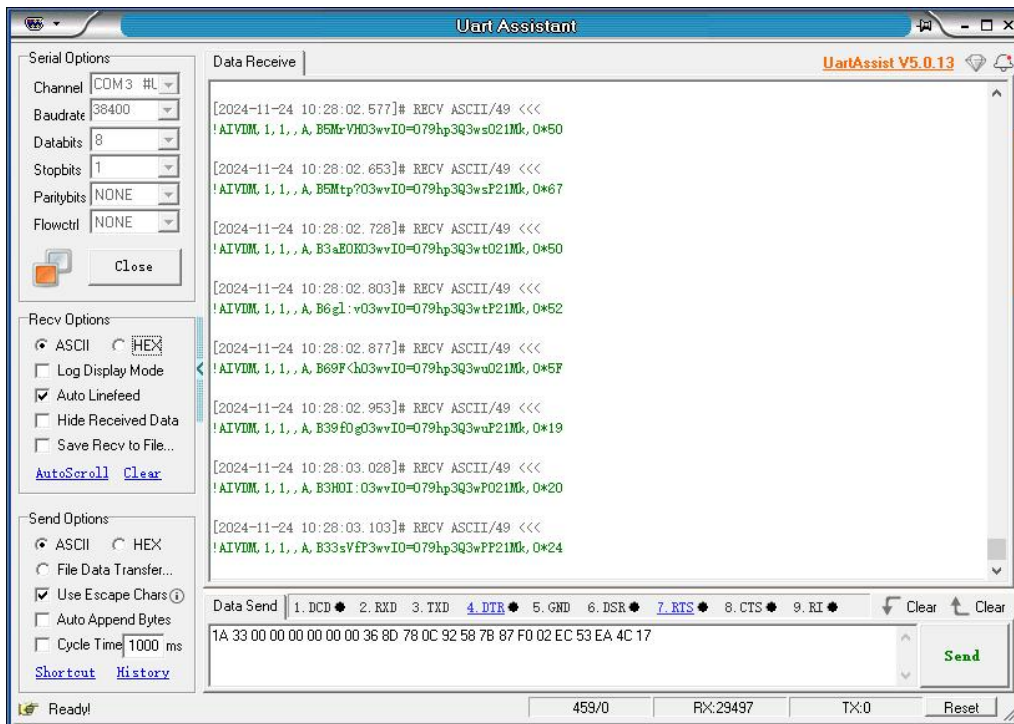 Uart Assistant
Serial Options
Channel COM3 #U
Baudrate 38400
Databits 8
Stopbits 1
Paritybits NONE
Flowctrl NONE
Close
Recv Options
ASCII HEX
Log Display Mode
Auto Linefeed
Hide Received Data
Save Recv to File...
AutoScroll Clear
Send Options
ASCII HEX
File Data Transfer...
Use Escape Chars
Auto Append Bytes
Cycle Time 1000 ms
Shortcut History
Data Receive UartAssist V5.0.13
[2024-11-24 10:28:02.577]# RECV ASCII/49 <<<
!AIVDM,1,1,,A,B5MrVH03wvI0=079hp3Q3ws021Mk,0*50
[2024-11-24 10:28:02.653]# RECV ASCII/49 <<<
!AIVDM,1,1,,A,B5Mtp?03wvI0=079hp3Q3wsP21Mk,0*67
[2024-11-24 10:28:02.728]# RECV ASCII/49 <<<
!AIVDM,1,1,,A,B3aE0K03wvI0=079hp3Q3wt021Mk,0*50
[2024-11-24 10:28:02.803]# RECV ASCII/49 <<<
!AIVDM,1,1,,A,B6gl:v03wvI0=079hp3Q3wtP21Mk,0*52
[2024-11-24 10:28:02.877]# RECV ASCII/49 <<<
!AIVDM,1,1,,A,B69F<h03wvI0=079hp3Q3wu021Mk,0*5F
[2024-11-24 10:28:02.953]# RECV ASCII/49 <<<
!AIVDM,1,1,,A,B39f0g03wvI0=079hp3Q3wuP21Mk,0*19
[2024-11-24 10:28:03.028]# RECV ASCII/49 <<<
!AIVDM,1,1,,A,B3H0I:03wvI0=079hp3Q3wP021Mk,0*20
[2024-11-24 10:28:03.103]# RECV ASCII/49 <<<
!AIVDM,1,1,,A,B33sVfP3wvI0=079hp3Q3wPP21Mk,0*24
Data Send 1.DCD 2.RXD 3.TXD 4.DTR 5.GND 6.DSR 7.RTS 8.CTS 9.RI Clear Clear
1A 33 00 00 00 00 00 00 36 8D 78 0C 92 58 7B 87 F0 02 EC 53 EA 4C 17
Send
Ready! 459/0 RX:29497 TX:0 Reset